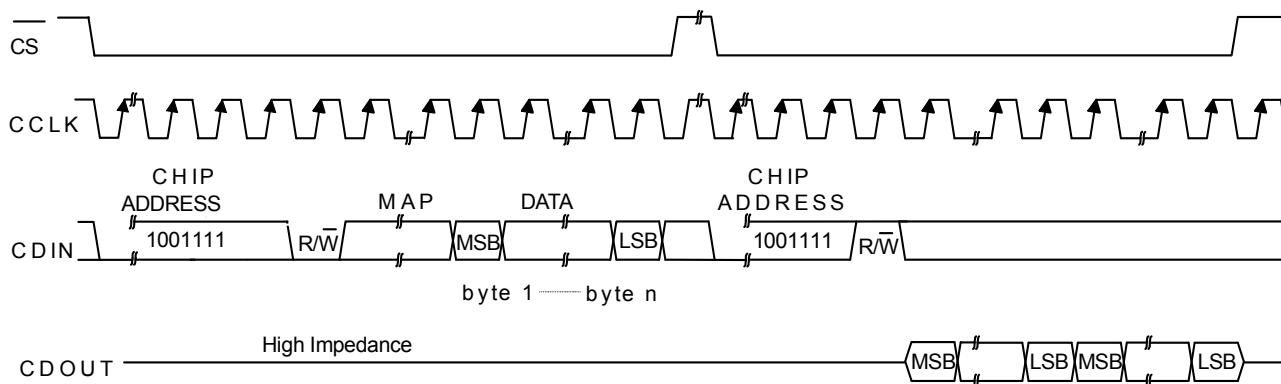 CS
CCLK
CHIP
ADDRESS
MAP
DATA
CHIP
ADDRESS
CDIN
1001111
R/W
MSB
LSB
1001111
R/W
byte 1
byte n
High Impedance
CDOUT
MSB
LSB
MSB
LSB